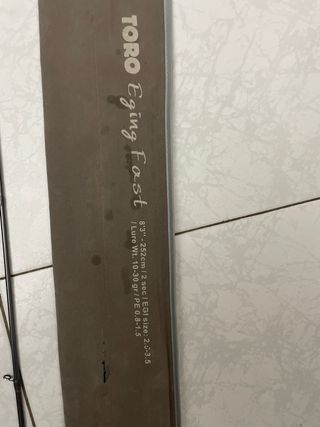 TORO Eging Fast
8'3" - 252cm / 2 sec / EGI size: 2.5-3.5
/ Lure Wt. 10-30 gr / PE 0.8-1.5